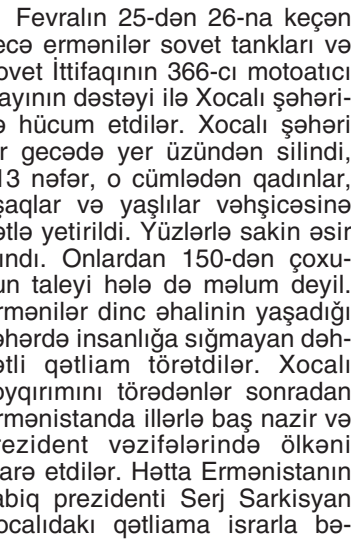 Fevralın 25-dən 26-na keçən
ecə ermənilər sovet tankları və
ovet İttifaqının 366-cı motoatıcı
ayının dəstəyi ilə Xocalı şəhəri-
ə hücum etdilər. Xocalı şəhəri
ir gecədə yer üzündən silindi,
13 nəfər, o cümlədən qadınlar,
şaqlar və yaşlılar vəhşicəsinə
ətlə yetirildi. Yüzlərlə sakin əsir
ındı. Onlardan 150-dən çoxu-
un taleyi hələ də məlum deyil.
rmənilər dinc əhalinin yaşadığı
əhərdə insanlığa sığmayan dəh-
ətli qətliam törətdilər. Xocalı
oyqırımını törədənlər sonradan
rmənistanda illərlə baş nazir və
rezident vəzifələrində ölkəni
arə etdilər. Hətta Ermənistanın
abiq prezidenti Serj Sarkisyan
ocalıdakı qətliama israrla bə-